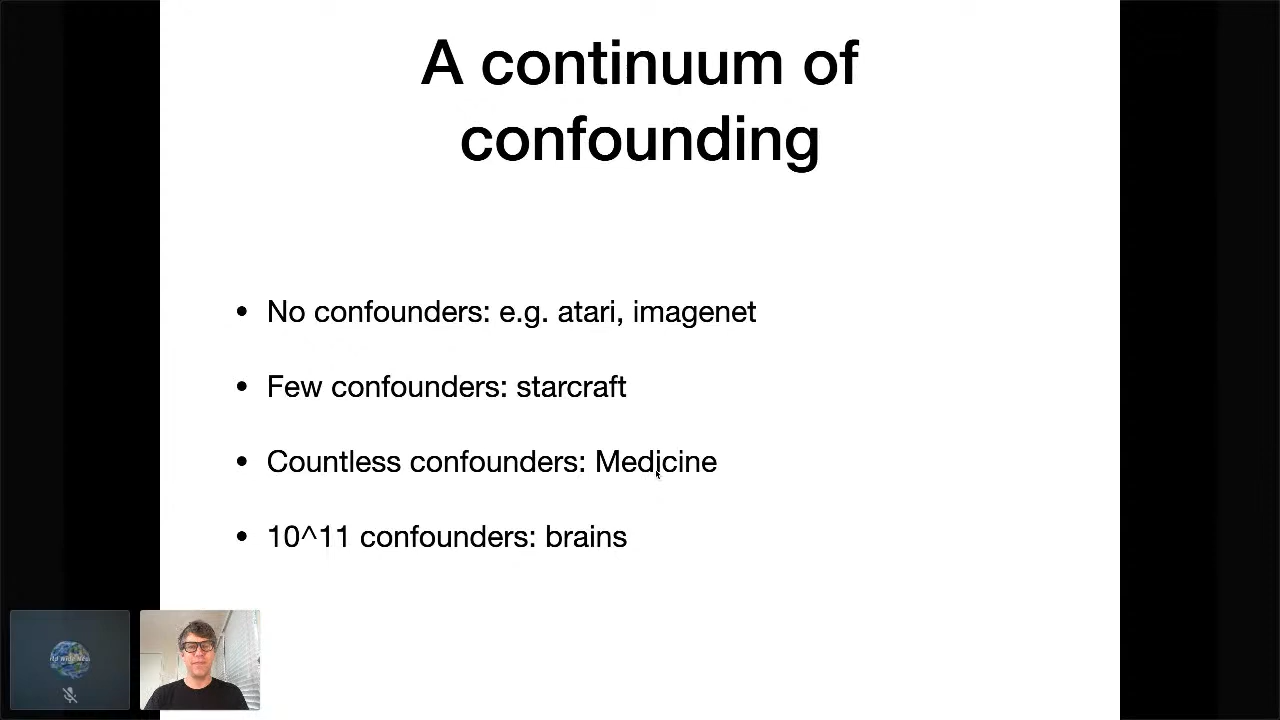 A continuum of
confounding
• No confounders: e.g. atari, imagenet
• Few confounders: starcraft
• Countless confounders: Medicine
• 10^11 confounders: brains